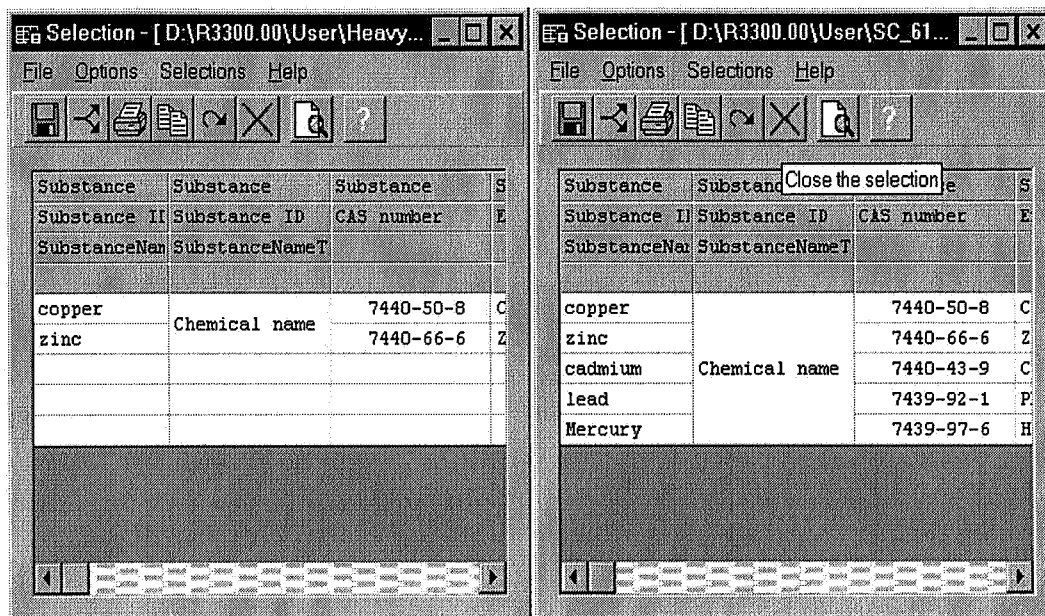 Selection - [ D:\R3300.00\User\Heavy...
File Options Selections Help
?
Substance Substance Substance S
Substance II Substance ID CAS number E
SubstanceNam SubstanceNameT
copper Chemical name 7440-50-8 C
zinc 7440-66-6 Z
Selection - [ D:\R3300.00\User\SC_61...
File Options Selections Help
?
Close the selection
Substance Substanc e S
Substance II Substance ID CAS number E
SubstanceNa SubstanceNameT
copper 7440-50-8 C
zinc 7440-66-6 Z
cadmium Chemical name 7440-43-9 C
lead 7439-92-1 P
Mercury 7439-97-6 H